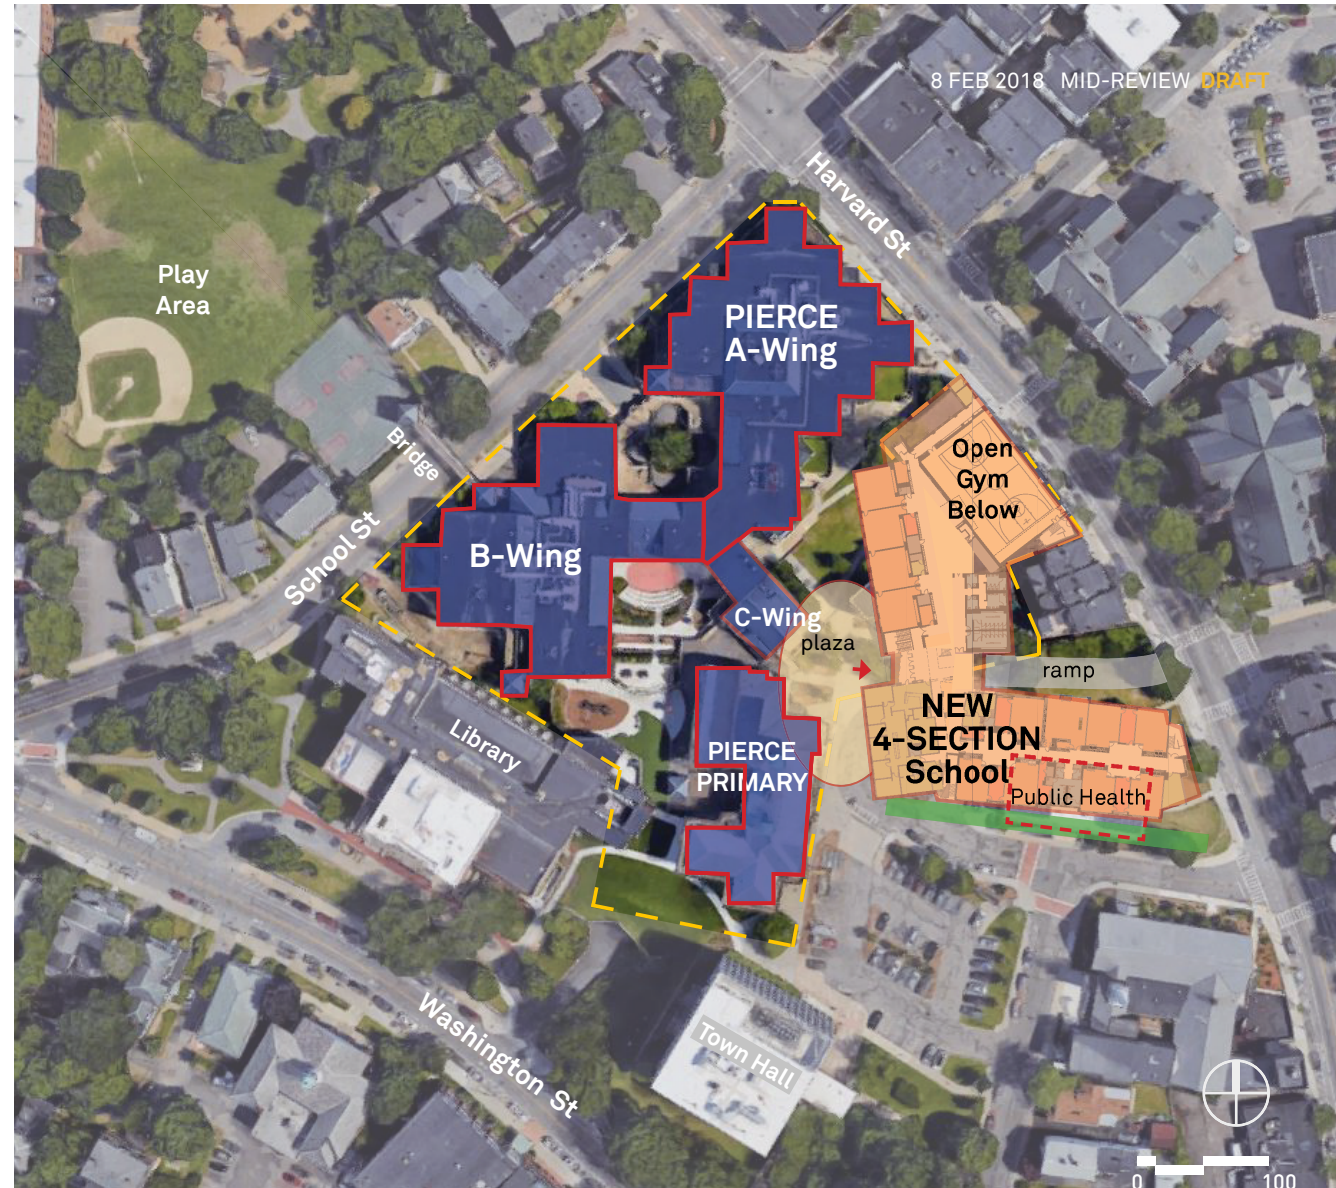 8 FEB 2018 MID-REVIEW DRAFT
Harvard St
Play
Area
PIERCE
A-Wing
Bridge
Open
Gym
Below
School St
B-Wing
C-Wing
plaza
ramp
NEW
4-SECTION
School
Library
PIERCE
PRIMARY
Public Health
Washington St
Town Hall
0 100